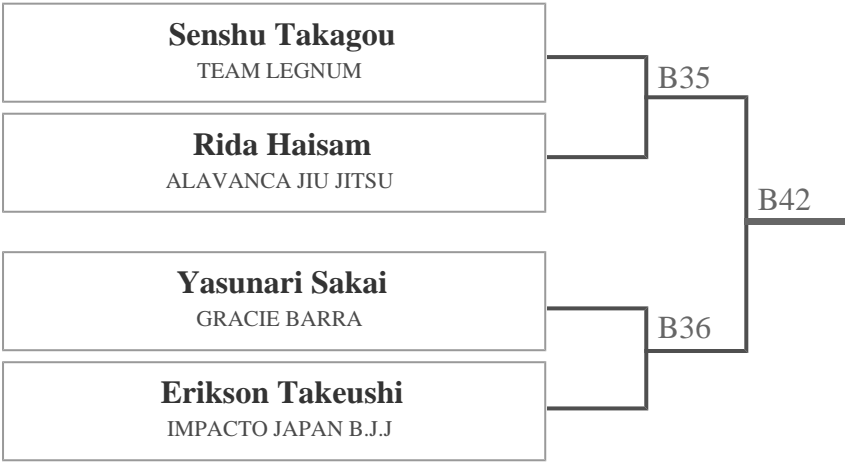 Senshu Takagou
TEAM LEGNUM
B35
Rida Haisam
ALAVANCA JIU JITSU
B42
Yasunari Sakai
GRACIE BARRA
B36
Erikson Takeushi
IMPACTO JAPAN B.J.J